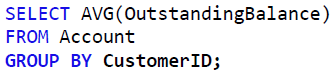 SELECT AVG(OutstandingBalance)
FROM Account
GROUP BY CustomerID;